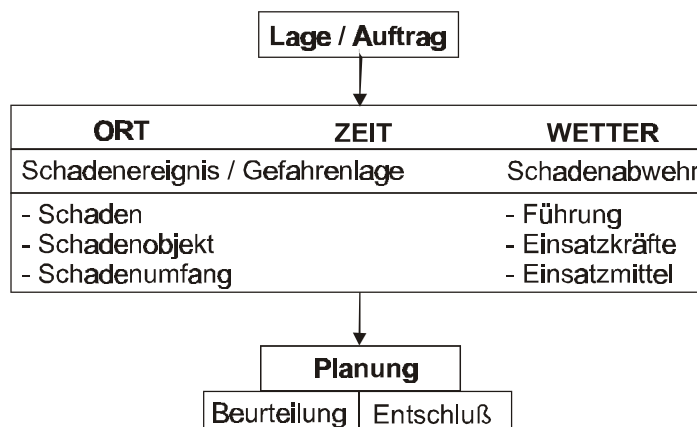 Lage / Auftrag
ORT ZEIT WETTER
Schadenereignis / Gefahrenlage Schadenabwehr
- Schaden - Führung
- Schadenobjekt - Einsatzkräfte
- Schadenumfang - Einsatzmittel
Planung
Beurteilung Entschluß